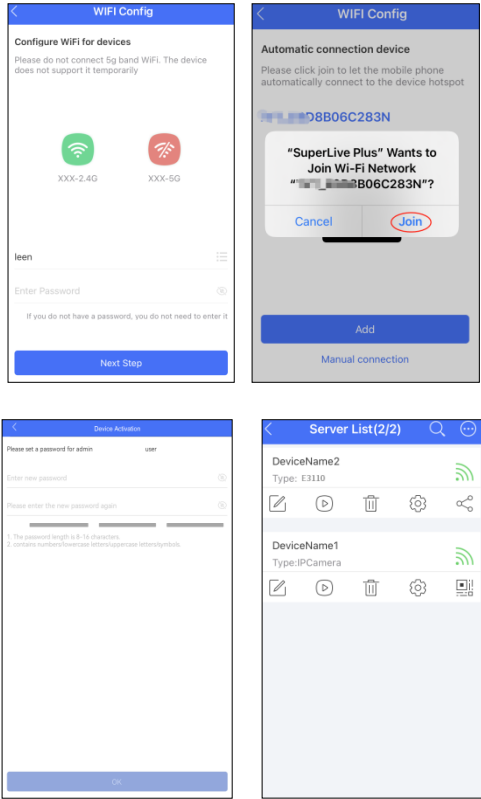 WIFI Config
Configure WiFi for devices
Please do not connect 5g band WiFi. The device
does not support it temporarily
XXX-2.4G
XXX-5G
leen
Enter Password
If you do not have a password, you do not need to enter it
Next Step
WIFI Config
Automatic connection device
Please click join to let the mobile phone
automatically connect to the device hotspot
D8B06C283N
"SuperLive Plus" Wants to
Join Wi-Fi Network
B06C283N"?
Cancel
Join
Add
Manual connection
Device Activation
Please set a password for admin user
Enter new password
Please enter the new password again
1. The password length is 8-16 characters.
2. contains numbers/lowercase letters/uppercase letters/symbols.
OK
Server List(2/2)
DeviceName2
Type: E3110
DeviceName1
Type:IPCamera